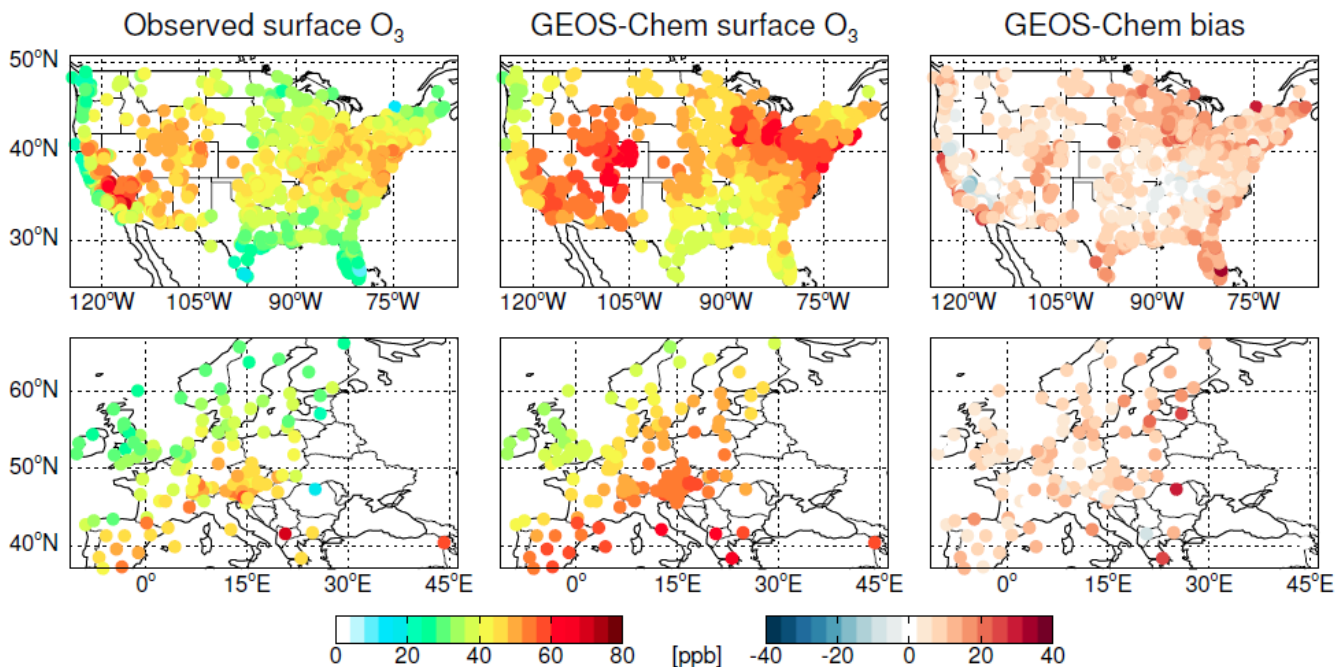 Observed surface O₃ GEOS-Chem surface O₃ GEOS-Chem bias
50°N
40°N
30°N
120°W 105°W 90°W 75°W 120°W 105°W 90°W 75°W 120°W 105°W 90°W 75°W
60°N
50°N
40°N
0° 15°E 30°E 45°E 0° 15°E 30°E 45°E 0° 15°E 30°E 45°E
0 20 40 60 80 [ppb] -40 -20 0 20 40